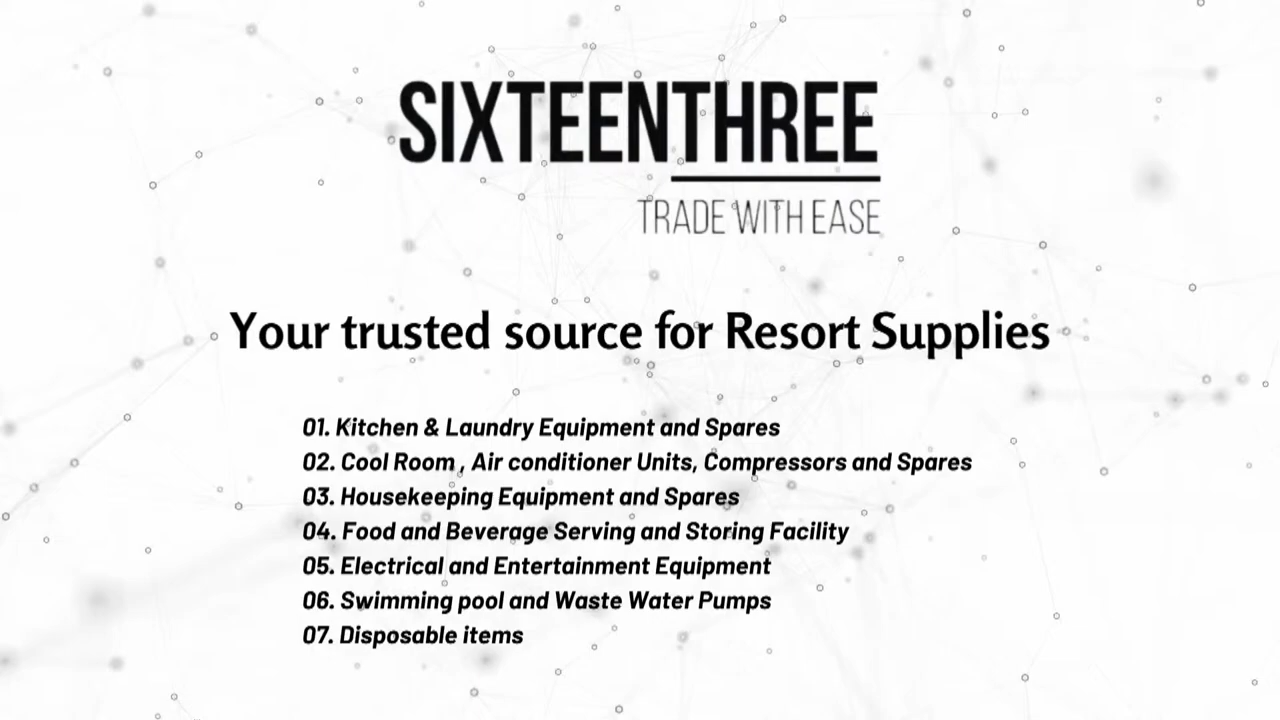 SIXTEENTHREE
TRADE WITH EASE
Your trusted source for Resort Supplies
01. Kitchen & Laundry Equipment and Spares
02. Cool Room , Air conditioner Units, Compressors and Spares
03. Housekeeping Equipment and Spares
04. Food and Beverage Serving and Storing Facility
05. Electrical and Entertainment Equipment
06. Swimming pool and Waste Water Pumps
07. Disposable items